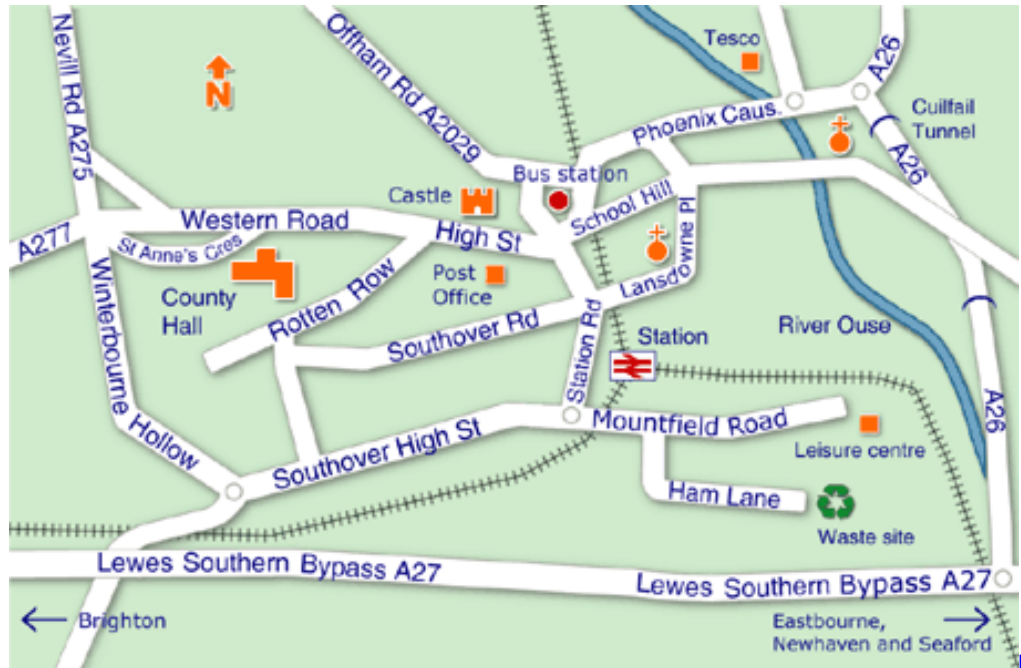 Nevill Rd A275
Offham Rd A2029
N
Tesco
A26
Phoenix Caus.
Cuilfail
Tunnel
A26
Bus station
Castle
School Hill
Western Road
High St
A277
St Anne's Cres
County
Hall
Post
Office
Lansdowne Pl
Rotten Row
Southover Rd
Station Rd
Station
River Ouse
Winterbourne Hollow
Southover High St
Mountfield Road
A26
Leisure centre
Ham Lane
Waste site
Lewes Southern Bypass A27
Lewes Southern Bypass A27
Brighton
Eastbourne,
Newhaven and Seaford